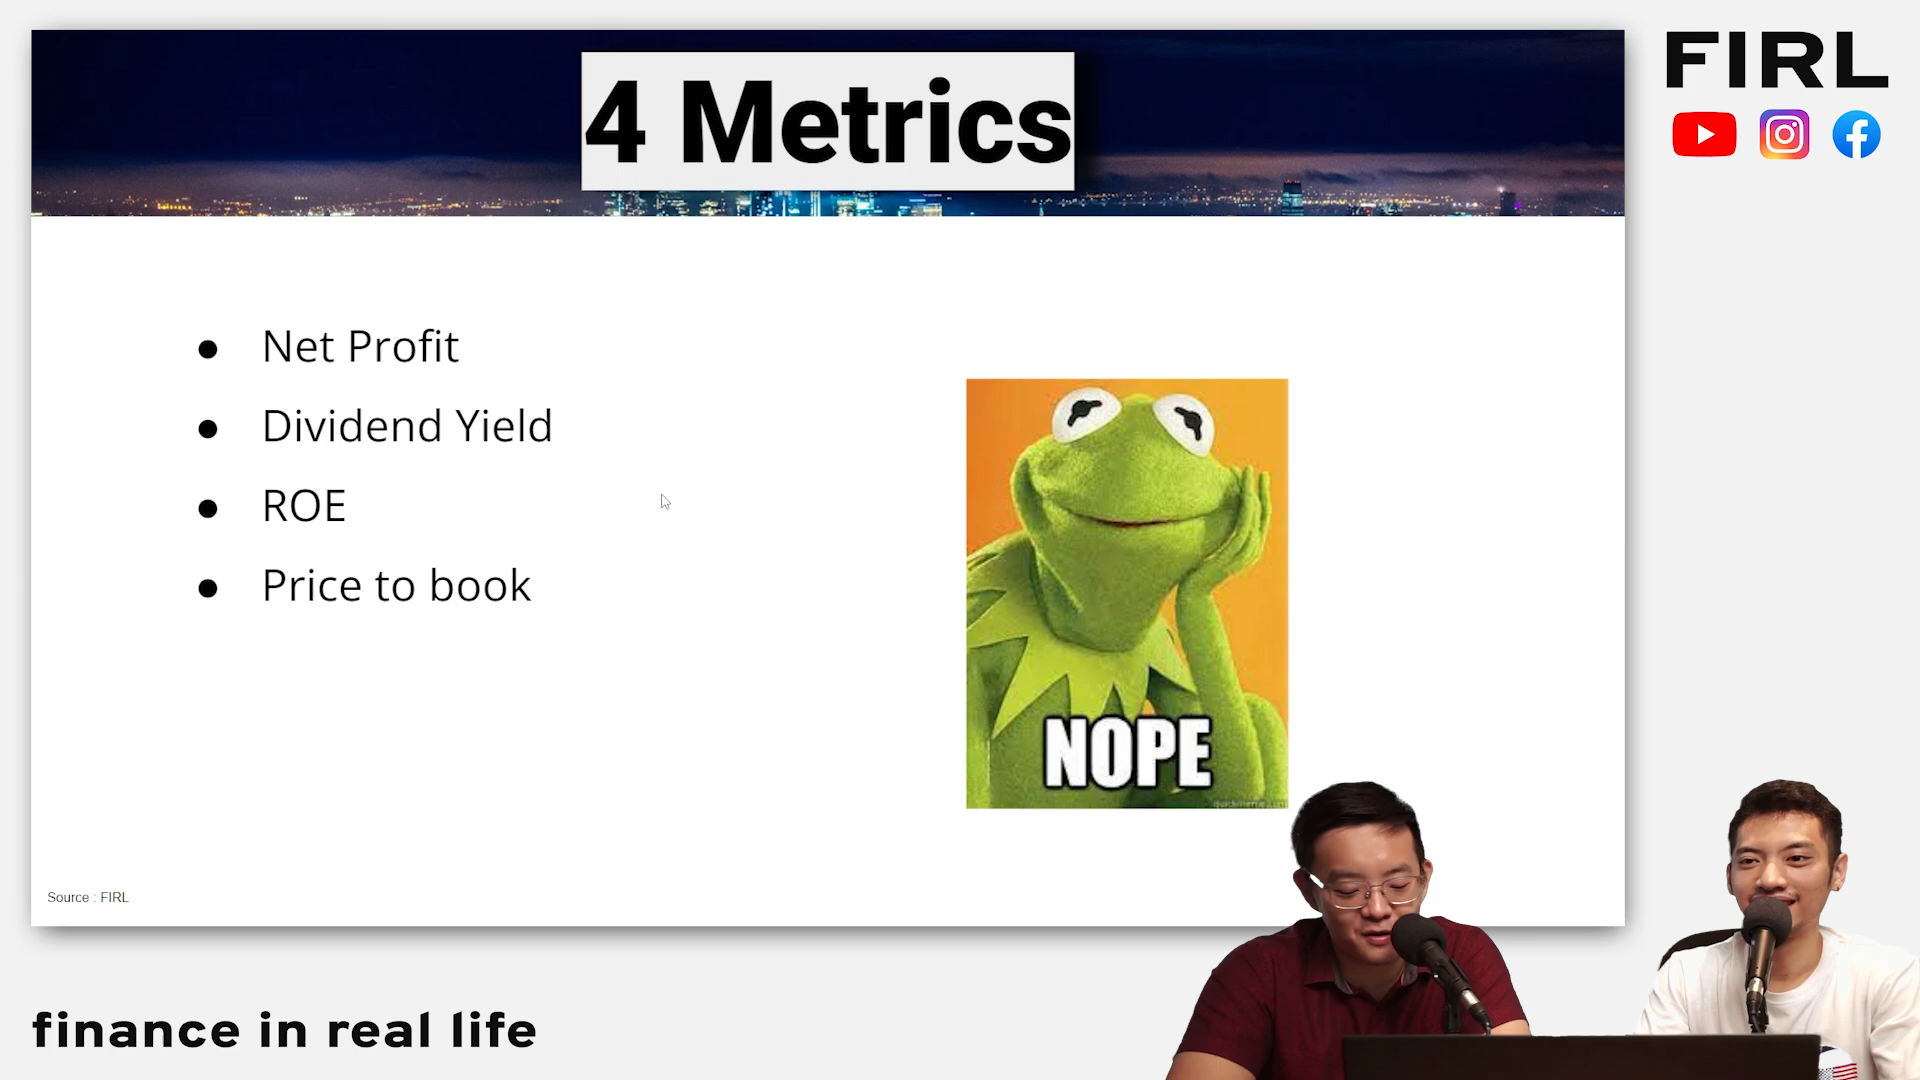 4 Metrics
FIRL
● Net Profit
● Dividend Yield
● ROE
● Price to book
NOPE
Source : FIRL
finance in real life